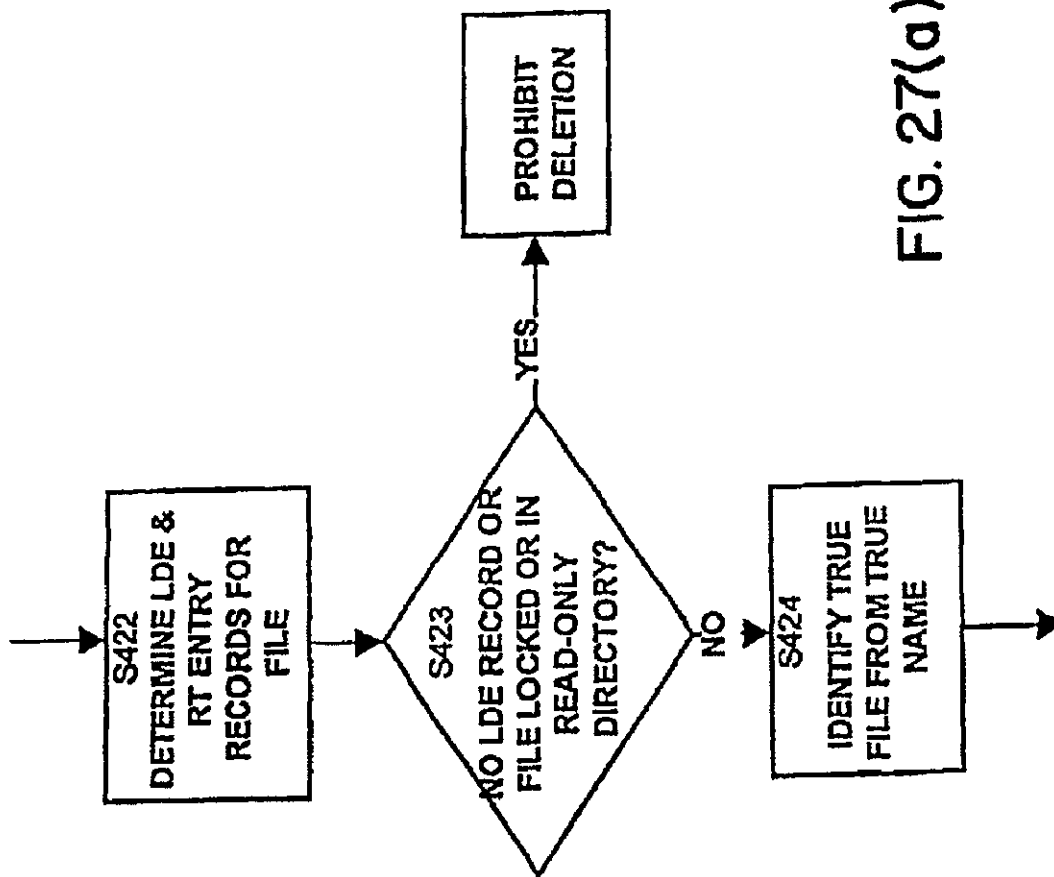 S422
DETERMINE LDE &
RT ENTRY
RECORDS FOR
FILE
S423
NO LDE RECORD OR
FILE LOCKED OR IN
READ-ONLY
DIRECTORY?
YES
PROHIBIT
DELETION
NO
S424
IDENTIFY TRUE
FILE FROM TRUE
NAME
FIG. 27(a)